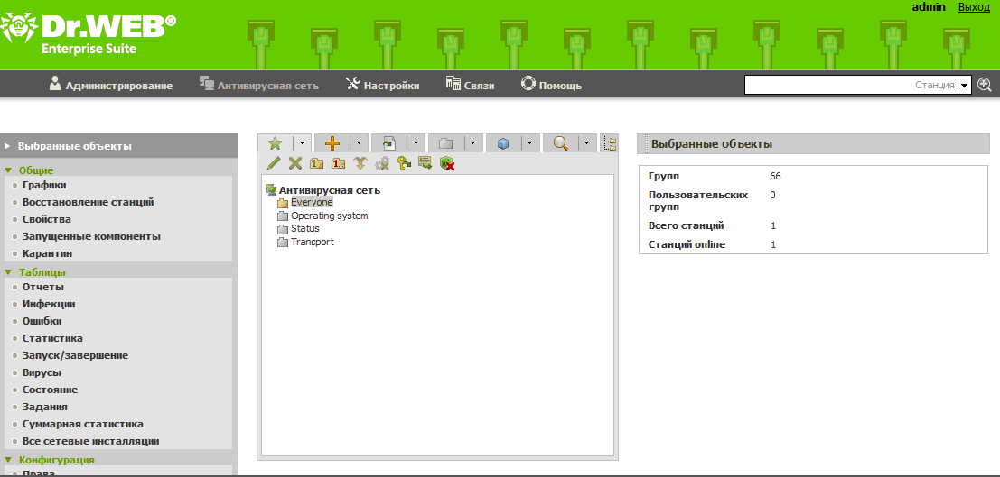 admin Выход
Dr.WEB®
Enterprise Suite
Администрирование Антивирусная сеть Настройки Связи Помощь Станция
Выбранные объекты
Общие
Графики
Восстановление станций
Свойства
Запущенные компоненты
Карантин
Таблицы
Отчеты
Инфекции
Ошибки
Статистика
Запуск/завершение
Вирусы
Состояние
Задания
Суммарная статистика
Все сетевые инсталляции
Конфигурация
Права
Антивирусная сеть
Everyone
Operating system
Status
Transport
Выбранные объекты
Групп 66
Пользовательских групп 0
Всего станций 1
Станций online 1